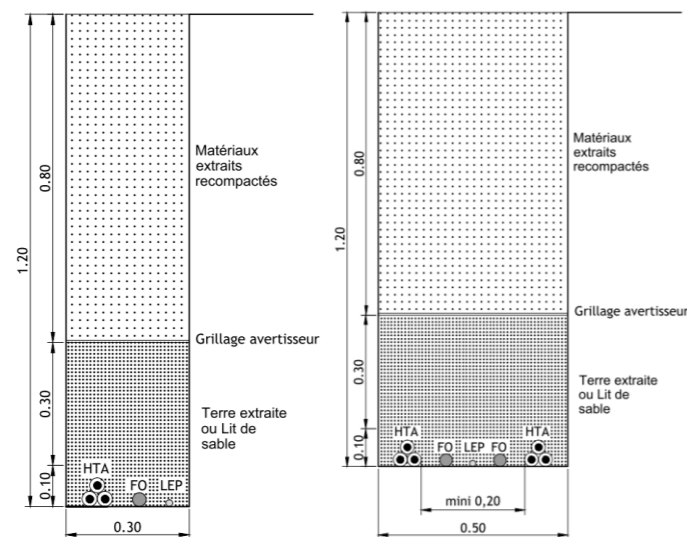 1.20
0.80
0.30
0.10
Matériaux
extraits
recompactés
Grillage avertisseur
Terre extraite
ou Lit de
sable
HTA
FO
LEP
0.30
1.20
0.80
0.30
0.10
Matériaux
extraits
recompactés
Grillage avertisseur
Terre extraite
ou Lit de
sable
HTA
FO
LEP
FO
HTA
mini 0,20
0.50